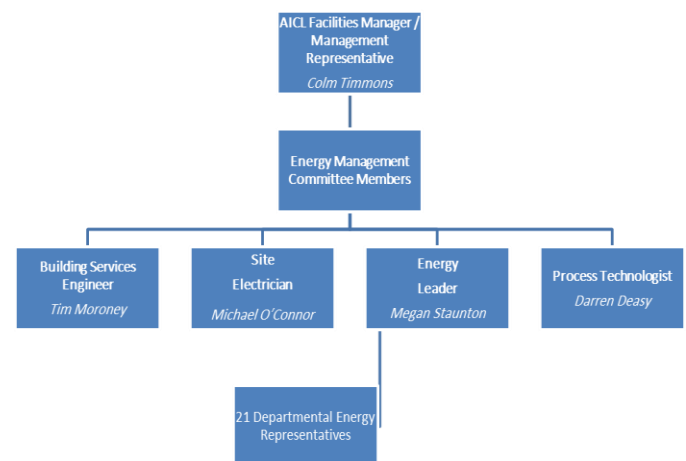 AICL Facilities Manager /
Management
Representative
Colm Timmons
Energy Management
Committee Members
Building Services
Engineer
Tim Moroney
Site
Electrician
Michael O’Connor
Energy
Leader
Megan Staunton
Process Technologist
Darren Deasy
21 Departmental Energy
Representatives